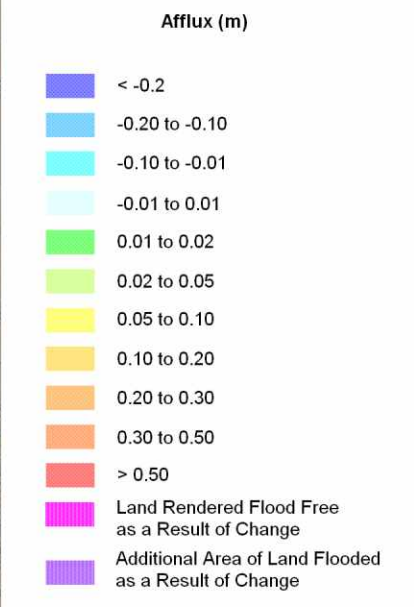 Afflux (m)
< -0.2
-0.20 to -0.10
-0.10 to -0.01
-0.01 to 0.01
0.01 to 0.02
0.02 to 0.05
0.05 to 0.10
0.10 to 0.20
0.20 to 0.30
0.30 to 0.50
> 0.50
Land Rendered Flood Free
as a Result of Change
Additional Area of Land Flooded
as a Result of Change